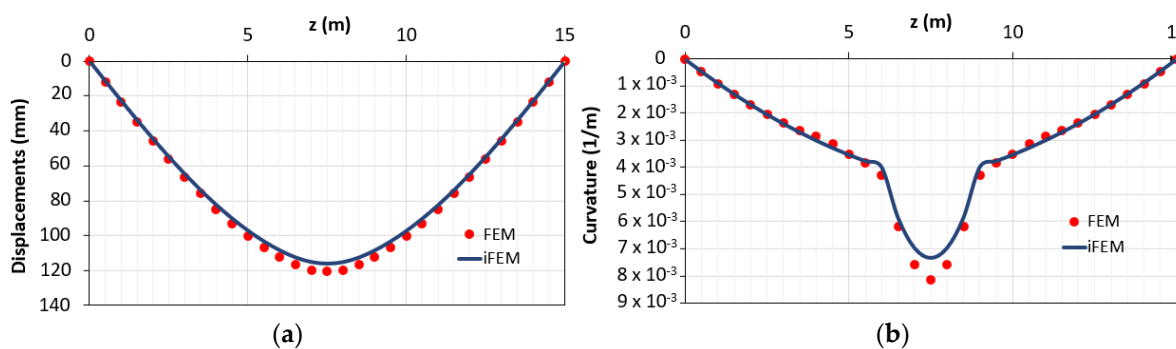 z (m)
0 5 10 15
Displacements (mm)
0
20
40
60
80
100
120
140
FEM
iFEM
(a)
z (m)
0 5 10 1
Curvature (1/m)
0
1 x 10⁻³
2 x 10⁻³
3 x 10⁻³
4 x 10⁻³
5 x 10⁻³
6 x 10⁻³
7 x 10⁻³
8 x 10⁻³
9 x 10⁻³
FEM
iFEM
(b)